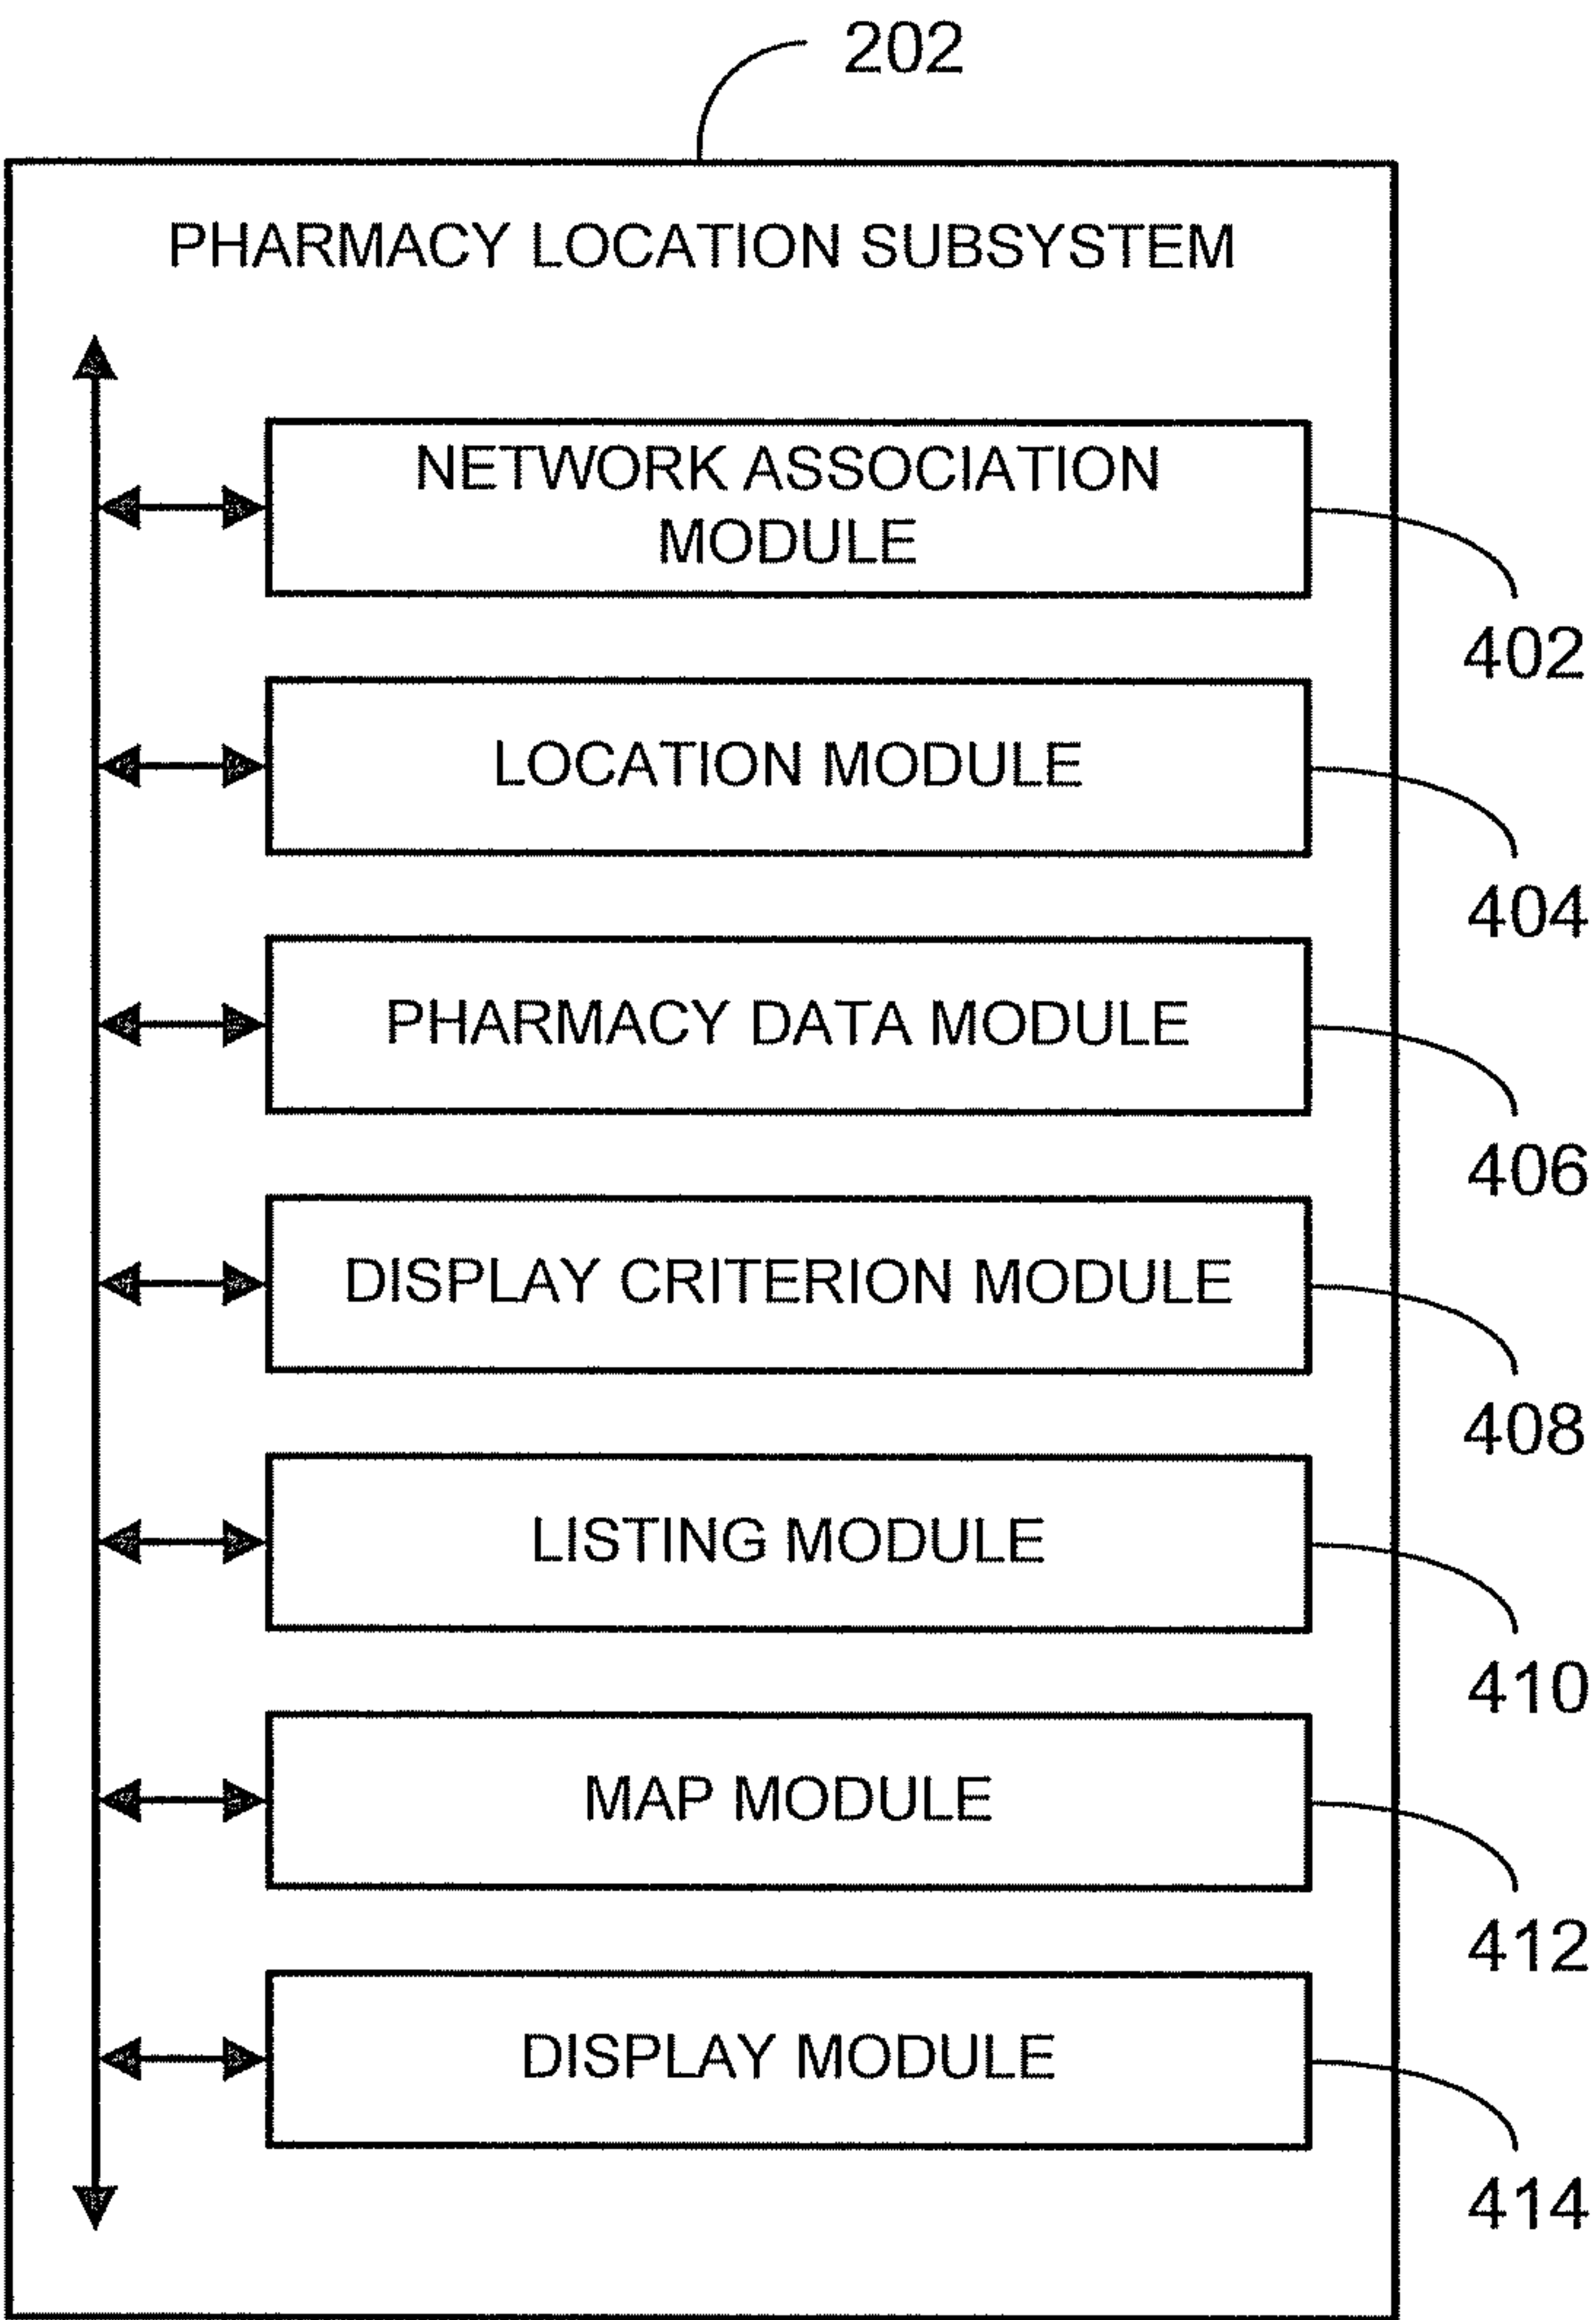 202
PHARMACY LOCATION SUBSYSTEM
NETWORK ASSOCIATION
MODULE
402
LOCATION MODULE
404
PHARMACY DATA MODULE
406
DISPLAY CRITERION MODULE
408
LISTING MODULE
410
MAP MODULE
412
DISPLAY MODULE
414